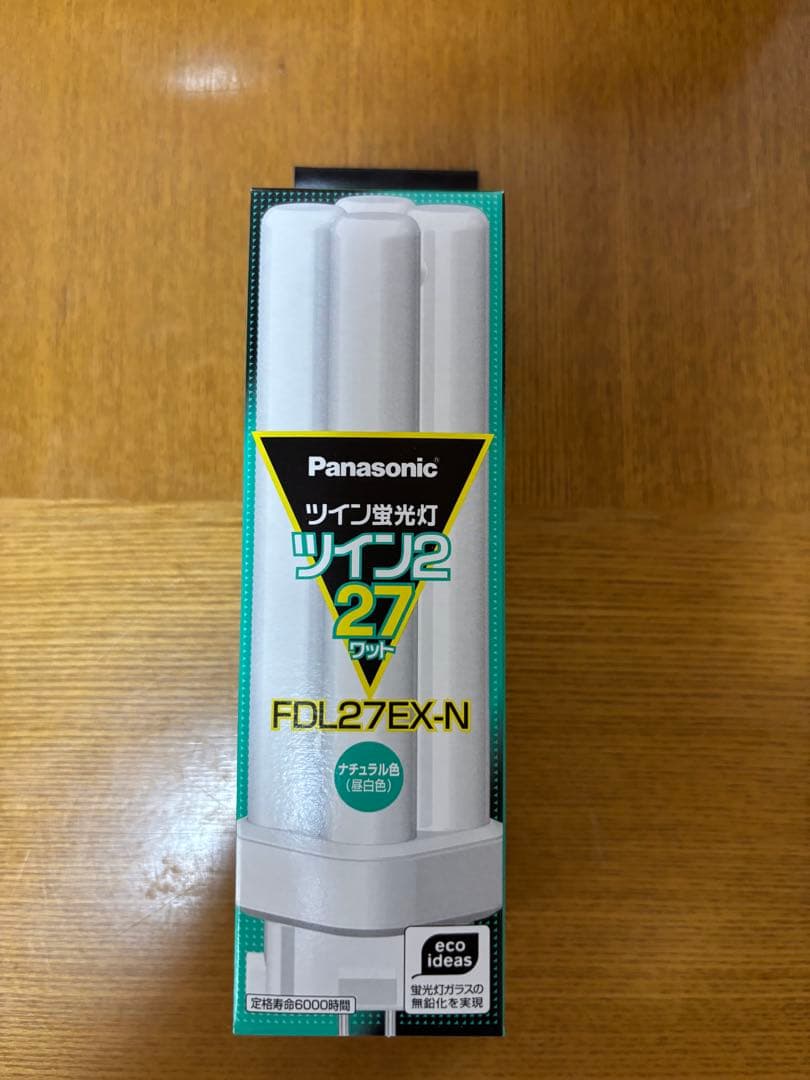 Panasonic
ツイン蛍光灯
ツイン2
27
ワット
FDL27EX-N
ナチュラル色
(昼白色)
eco
ideas
蛍光灯ガラスの
無鉛化を実現
定格寿命6000時間